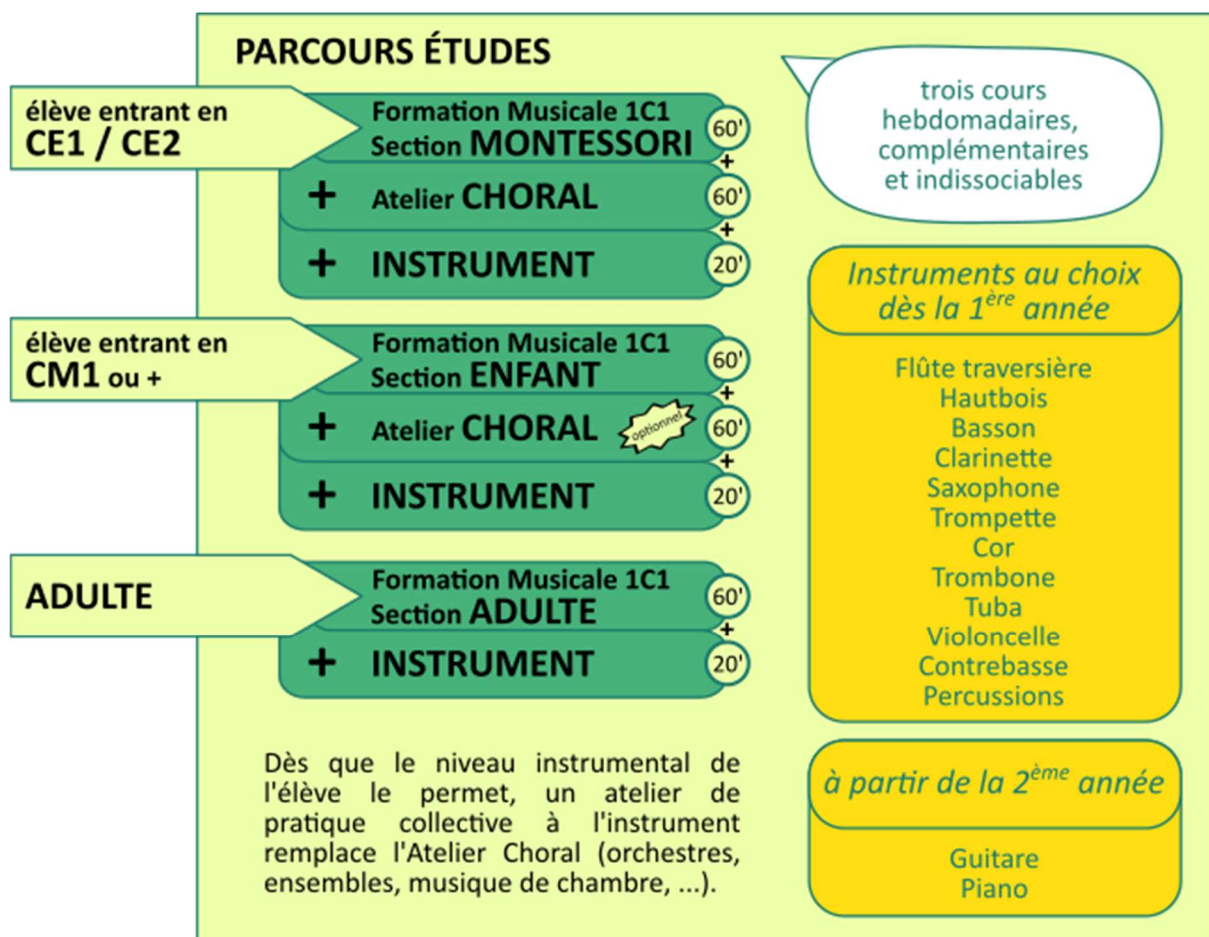 PARCOURS ÉTUDES
élève entrant en
CE1 / CE2
Formation Musicale 1C1
Section MONTESSORI
60'
+
+ Atelier CHORAL
60'
+
+ INSTRUMENT
20'
élève entrant en
CM1 ou +
Formation Musicale 1C1
Section ENFANT
60'
+
+ Atelier CHORAL
optionnel
60'
+
+ INSTRUMENT
20'
ADULTE
Formation Musicale 1C1
Section ADULTE
60'
+
+ INSTRUMENT
20'
Dès que le niveau instrumental de
l'élève le permet, un atelier de
pratique collective à l'instrument
remplace l'Atelier Choral (orchestres,
ensembles, musique de chambre, ...).
trois cours
hebdomadaires,
complémentaires
et indissociables
Instruments au choix
dès la 1ère année
Flûte traversière
Hautbois
Basson
Clarinette
Saxophone
Trompette
Cor
Trombone
Tuba
Violoncelle
Contrebasse
Percussions
à partir de la 2ème année
Guitare
Piano